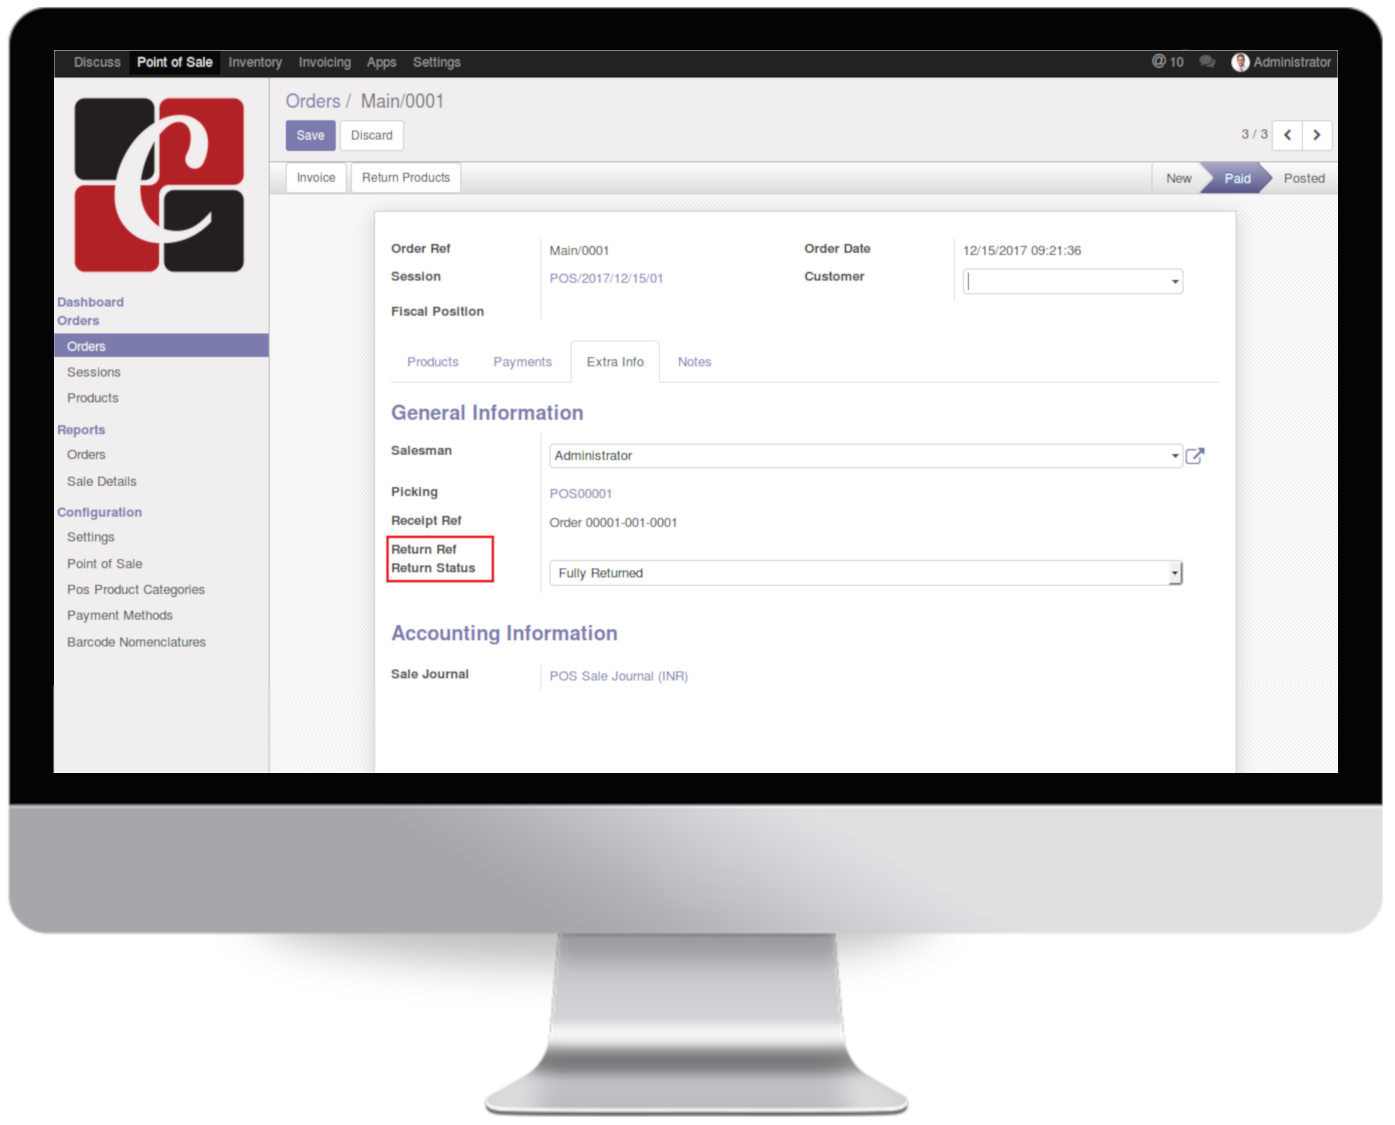 Discuss Point of Sale Inventory Invoicing Apps Settings @ 10 Administrator
Orders / Main/0001
Save Discard 3 / 3
Invoice Return Products New Paid Posted
C
Dashboard
Orders
Orders
Sessions
Products
Reports
Orders
Sale Details
Configuration
Settings
Point of Sale
Pos Product Categories
Payment Methods
Barcode Nomenclatures
Order Ref Main/0001 Order Date 12/15/2017 09:21:36
Session POS/2017/12/15/01 Customer
Fiscal Position
Products Payments Extra Info Notes
General Information
Salesman Administrator
Picking POS00001
Receipt Ref Order 00001-001-0001
Return Ref
Return Status Fully Returned
Accounting Information
Sale Journal POS Sale Journal (INR)